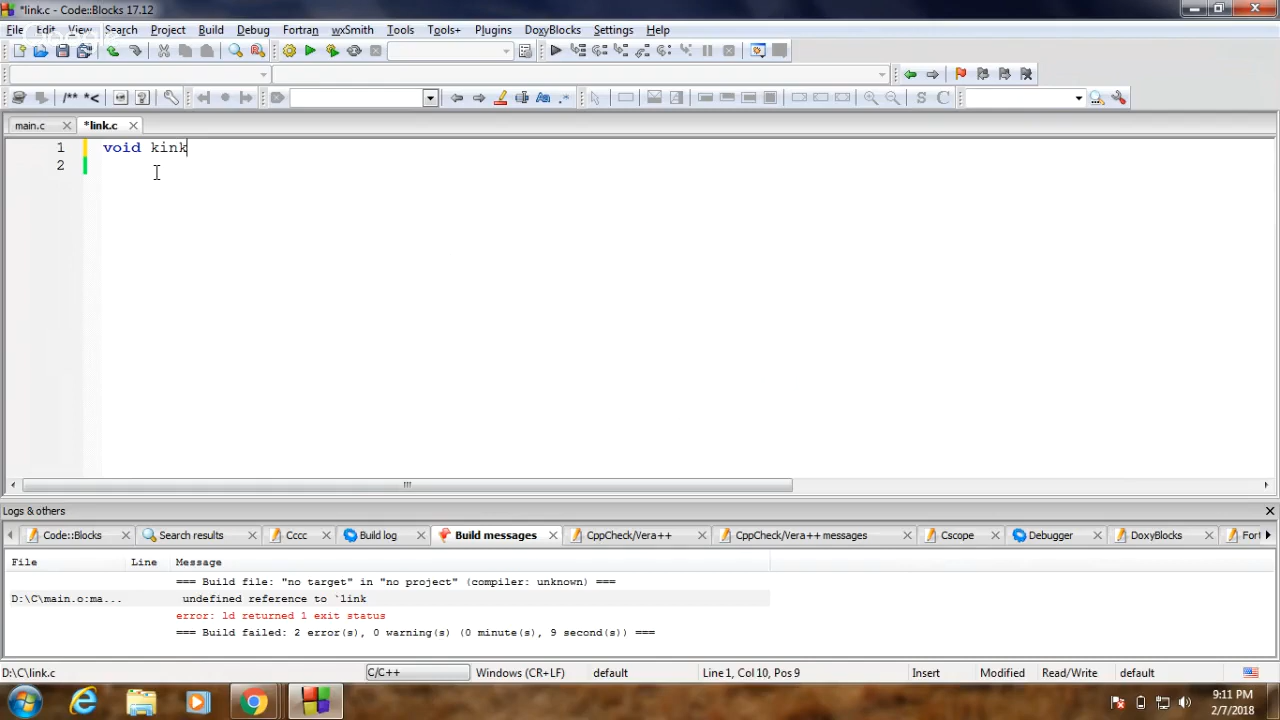 *link.c - Code::Blocks 17.12
File Edit View Search Project Build Debug Fortran wxSmith Tools Tools+ Plugins DoxyBlocks Settings Help
/** *<
S C
main.c *link.c
1 void kink
2
Logs & others
Code::Blocks Search results Cccc Build log Build messages CppCheck/Vera++ CppCheck/Vera++ messages Cscope Debugger DoxyBlocks Fort
File Line Message
=== Build file: "no target" in "no project" (compiler: unknown) ===
D:\C\main.o:ma... undefined reference to `link
error: ld returned 1 exit status
=== Build failed: 2 error(s), 0 warning(s) (0 minute(s), 9 second(s)) ===
D:\C\link.c C/C++ Windows (CR+LF) default Line 1, Col 10, Pos 9 Insert Modified Read/Write default
9:11 PM
2/7/2018